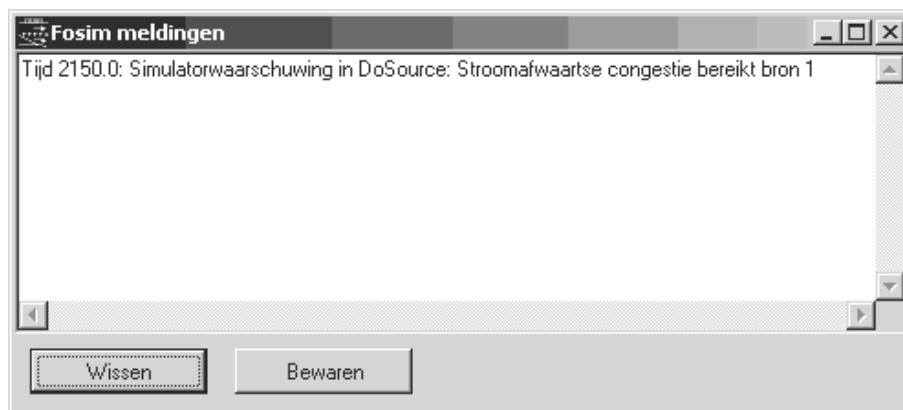 Fosim meldingen
Tijd 2150.0: Simulatorwaarschuwing in DoSource: Stroomafwaartse congestie bereikt bron 1
Wissen
Bewaren